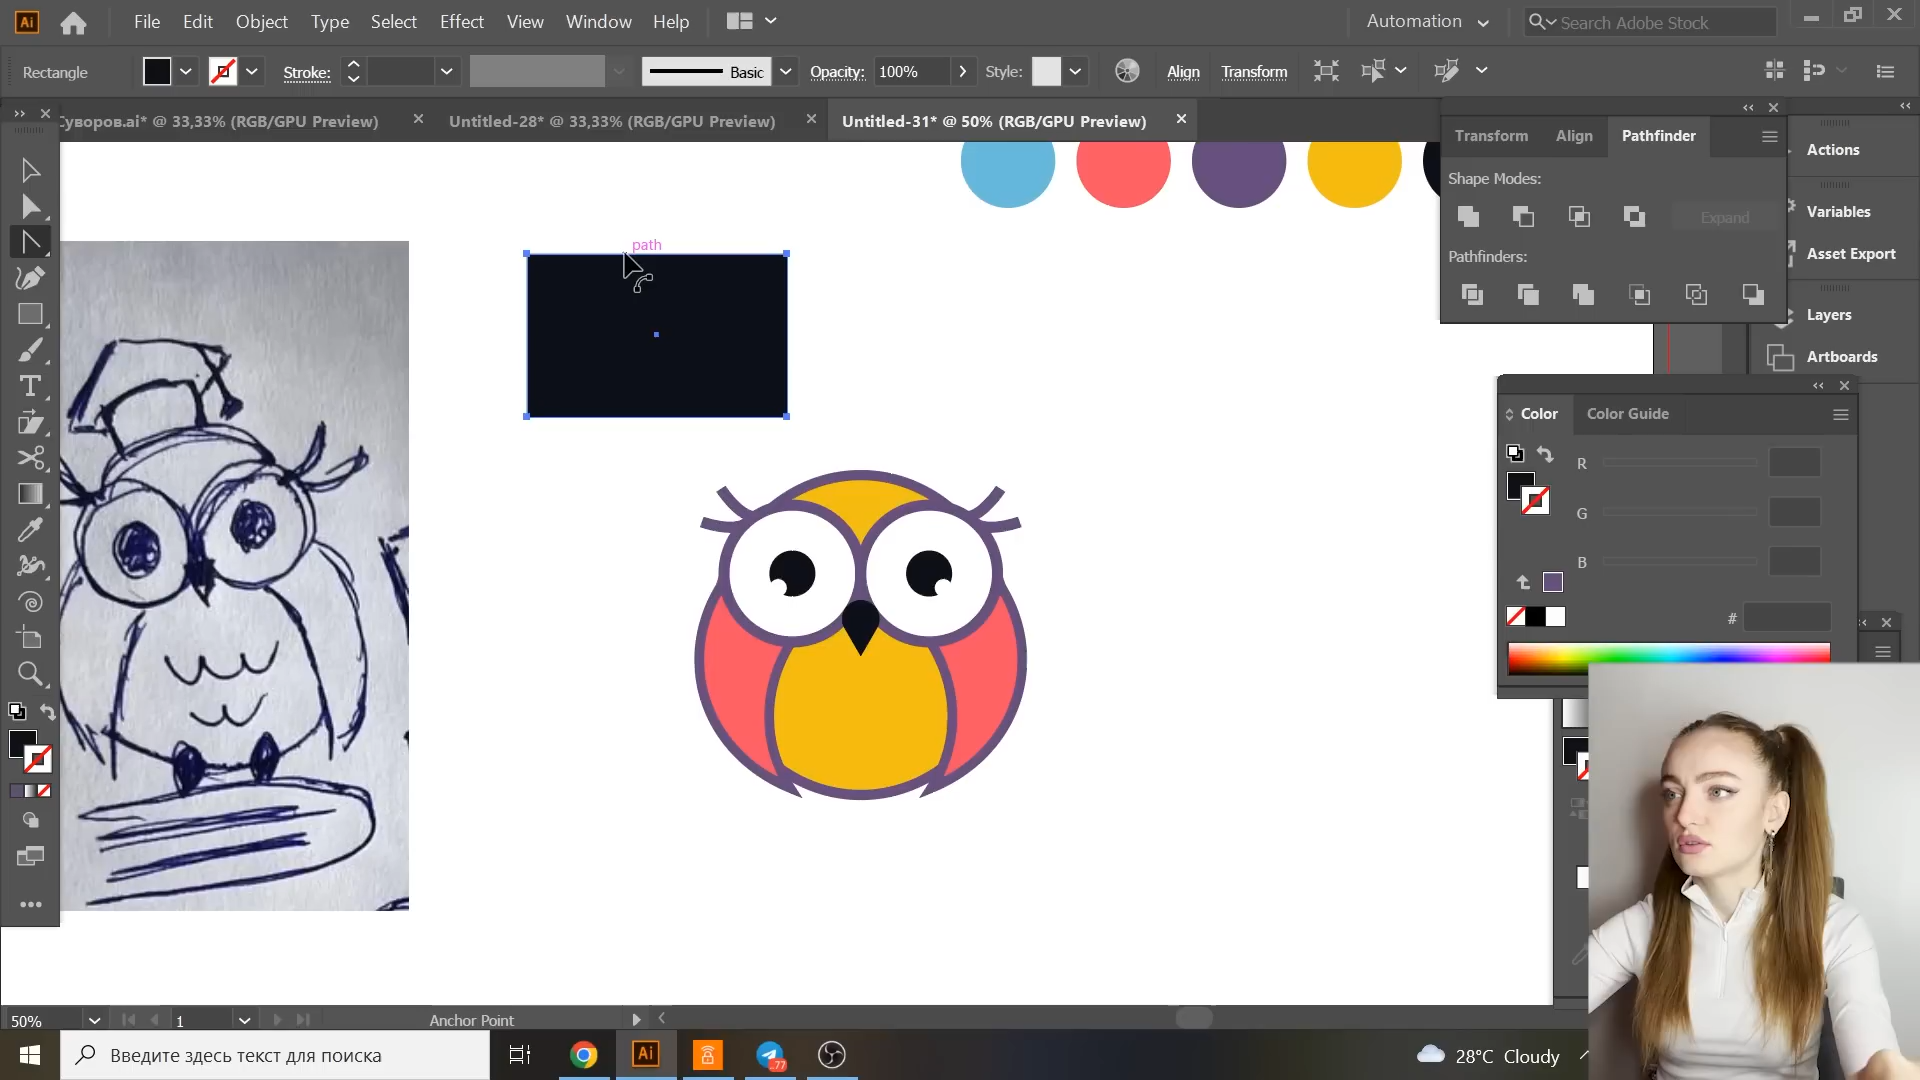 Ai File Edit Object Type Select Effect View Window Help Automation Search Adobe Stock
Rectangle Stroke: Basic Opacity: 100% Style: Align Transform
Суворов.ai* @ 33,33% (RGB/GPU Preview) Untitled-28* @ 33,33% (RGB/GPU Preview) Untitled-31* @ 50% (RGB/GPU Preview)
Transform Align Pathfinder
Shape Modes:
Expand
Pathfinders:
Actions
Variables
Asset Export
Layers
Artboards
path
Color Color Guide
R
G
B
#
50% 1 Anchor Point
Введите здесь текст для поиска Ai 77 28°C Cloudy